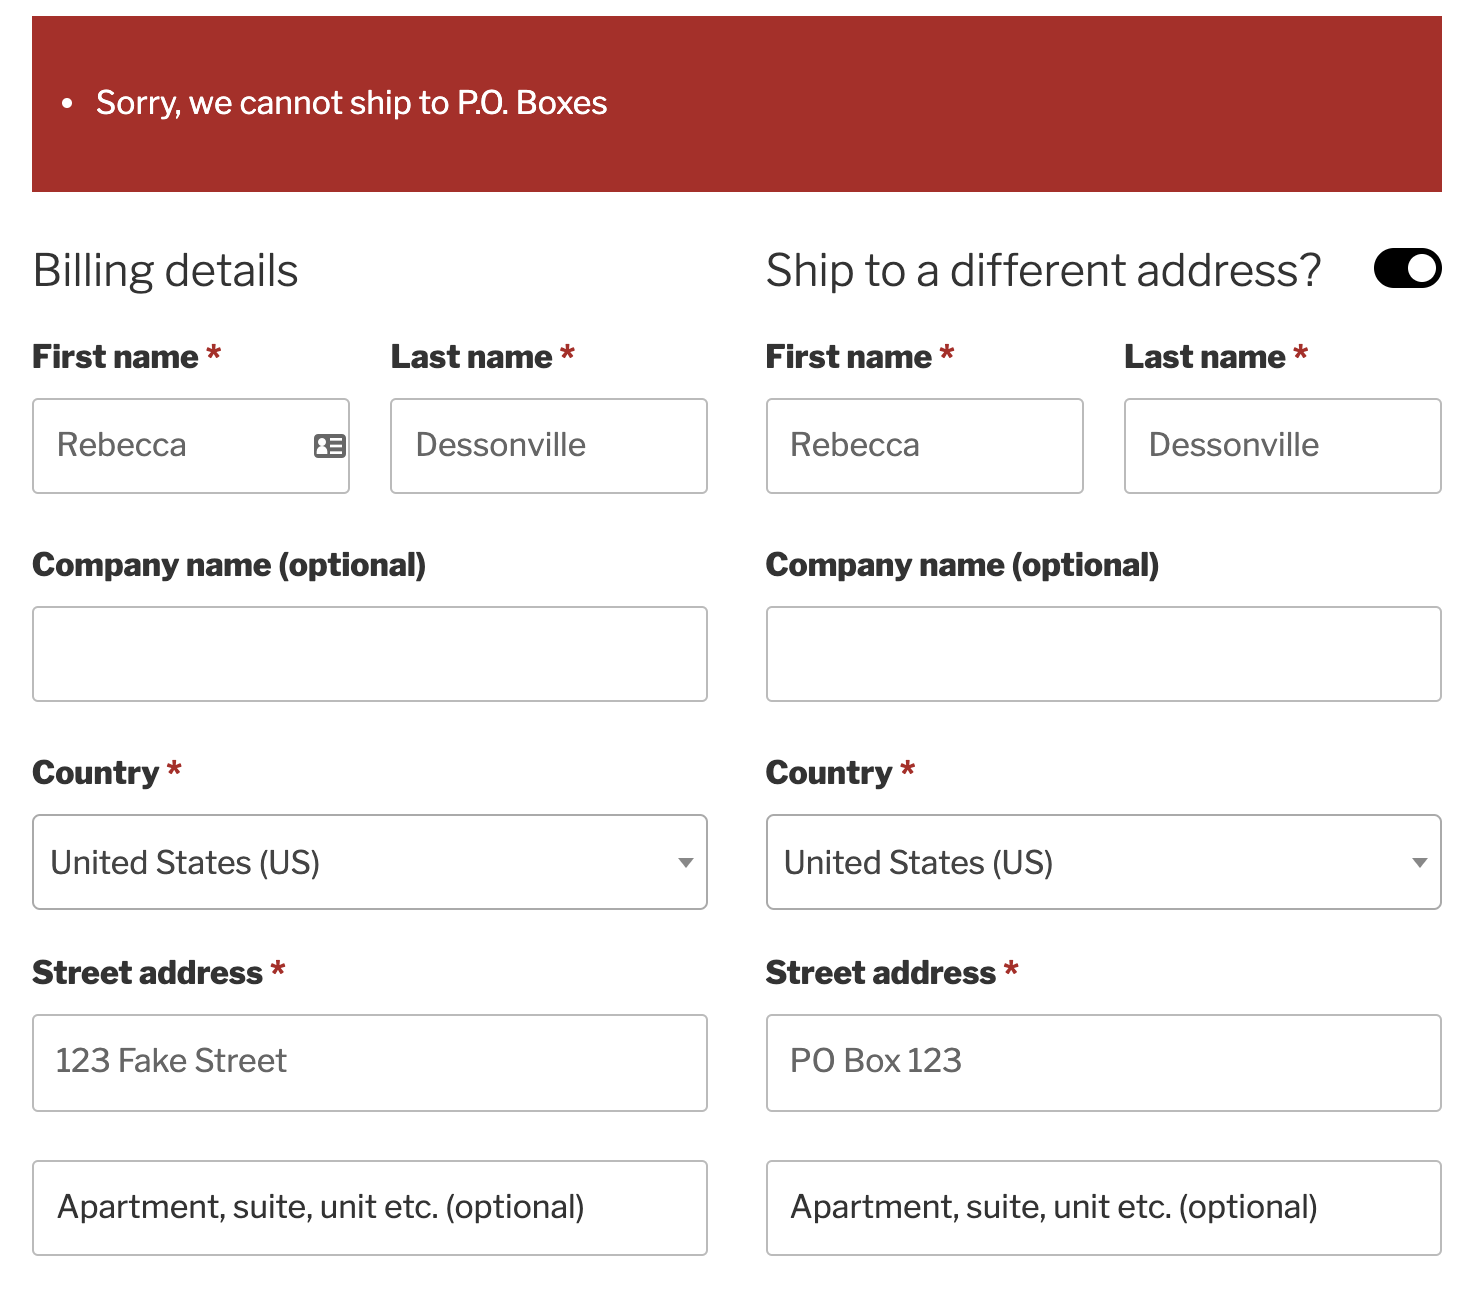 • Sorry, we cannot ship to P.O. Boxes
Billing details
First name *
Last name *
Rebecca
Dessonville
Company name (optional)
Country *
United States (US)
Street address *
123 Fake Street
Apartment, suite, unit etc. (optional)
Ship to a different address?
First name *
Last name *
Rebecca
Dessonville
Company name (optional)
Country *
United States (US)
Street address *
PO Box 123
Apartment, suite, unit etc. (optional)